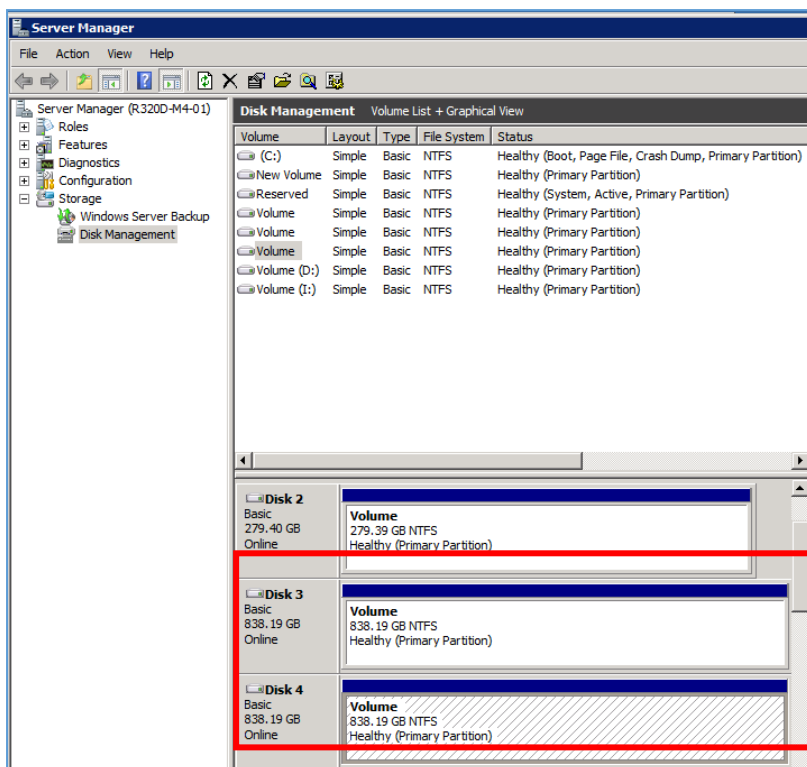 Server Manager
File Action View Help
Server Manager (R320D-M4-01)
Roles
Features
Diagnostics
Configuration
Storage
Windows Server Backup
Disk Management
Disk Management Volume List + Graphical View
Volume Layout Type File System Status
(C:) Simple Basic NTFS Healthy (Boot, Page File, Crash Dump, Primary Partition)
New Volume Simple Basic NTFS Healthy (Primary Partition)
Reserved Simple Basic NTFS Healthy (System, Active, Primary Partition)
Volume Simple Basic NTFS Healthy (Primary Partition)
Volume Simple Basic NTFS Healthy (Primary Partition)
Volume Simple Basic NTFS Healthy (Primary Partition)
Volume (D:) Simple Basic NTFS Healthy (Primary Partition)
Volume (I:) Simple Basic NTFS Healthy (Primary Partition)
Disk 2
Basic
279.40 GB
Online
Volume
279.39 GB NTFS
Healthy (Primary Partition)
Disk 3
Basic
838.19 GB
Online
Volume
838.19 GB NTFS
Healthy (Primary Partition)
Disk 4
Basic
838.19 GB
Online
Volume
838.19 GB NTFS
Healthy (Primary Partition)